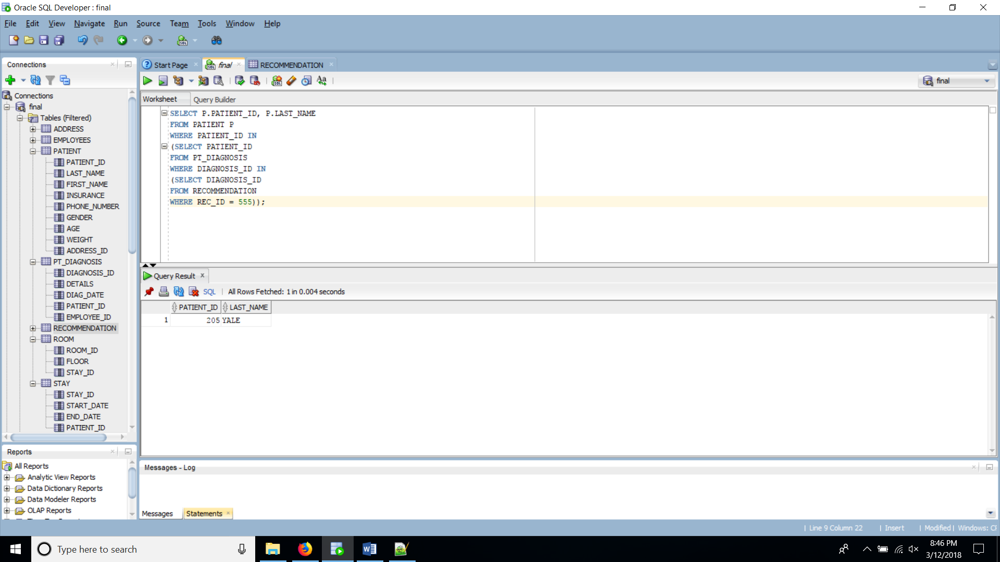 Oracle SQL Developer : final
File Edit View Navigate Run Source Team Tools Window Help
Connections
Start Page final RECOMMENDATION
final
Worksheet Query Builder
Connections
final
Tables (Filtered)
ADDRESS
EMPLOYEES
PATIENT
PATIENT_ID
LAST_NAME
FIRST_NAME
INSURANCE
PHONE_NUMBER
GENDER
AGE
WEIGHT
ADDRESS_ID
PT_DIAGNOSIS
DIAGNOSIS_ID
DETAILS
DIAG_DATE
PATIENT_ID
EMPLOYEE_ID
RECOMMENDATION
ROOM
ROOM_ID
FLOOR
STAY_ID
STAY
STAY_ID
START_DATE
END_DATE
PATIENT_ID
SELECT P.PATIENT_ID, P.LAST_NAME
FROM PATIENT P
WHERE PATIENT_ID IN
(SELECT PATIENT_ID
FROM PT_DIAGNOSIS
WHERE DIAGNOSIS_ID IN
(SELECT DIAGNOSIS_ID
FROM RECOMMENDATION
WHERE REC_ID = 555));
Query Result
SQL | All Rows Fetched: 1 in 0.004 seconds
PATIENT_ID LAST_NAME
1 205 YALE
Reports
All Reports
Analytic View Reports
Data Dictionary Reports
Data Modeler Reports
OLAP Reports
Messages - Log
Messages Statements
| Line 9 Column 22 | Insert | Modified | Windows:
Type here to search
8:46 PM
3/12/2018